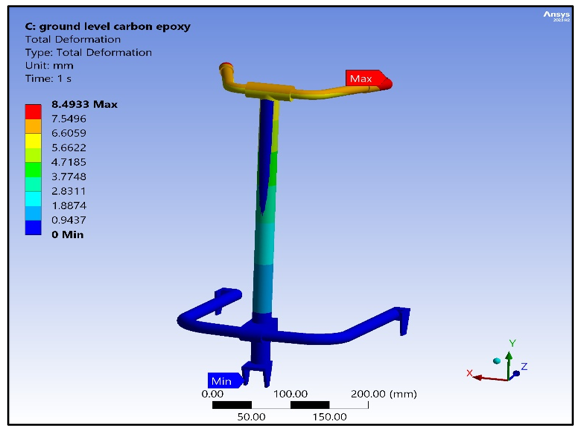 C: ground level carbon epoxy
Total Deformation
Type: Total Deformation
Unit: mm
Time: 1 s
8.4933 Max
7.5496
6.6059
5.6622
4.7185
3.7748
2.8311
1.8874
0.9437
0 Min
Ansys
Max
Min
0.00 100.00 200.00 (mm)
50.00 150.00
Y
X Z